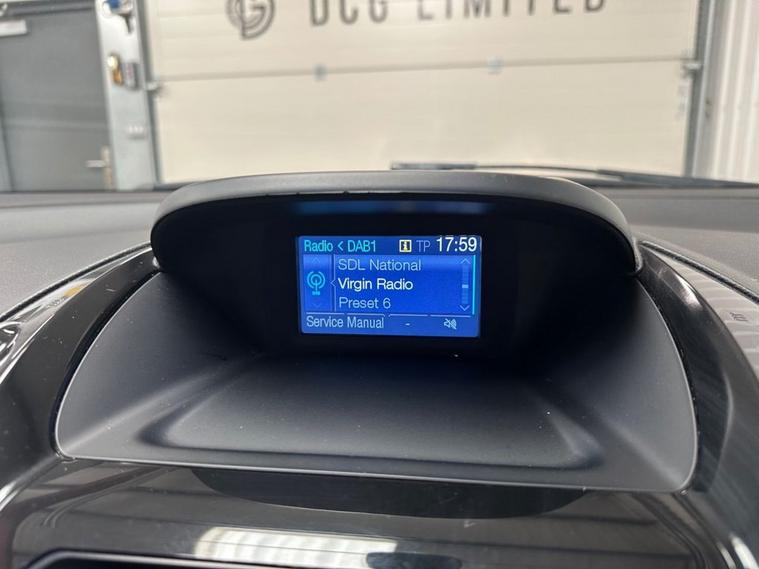 DCG LIMITED
Radio < DAB1 i TP 17:59
SDL National
Virgin Radio
Preset 6
Service Manual -